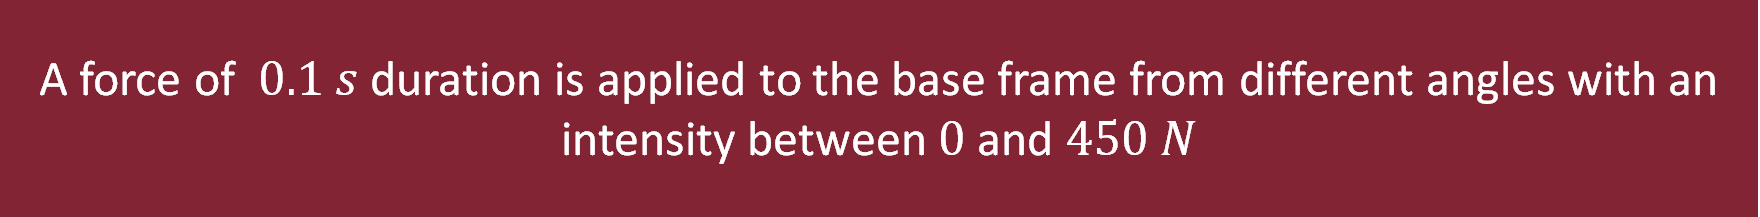 A force of 0.1 s duration is applied to the base frame from different angles with an
intensity between 0 and 450 N